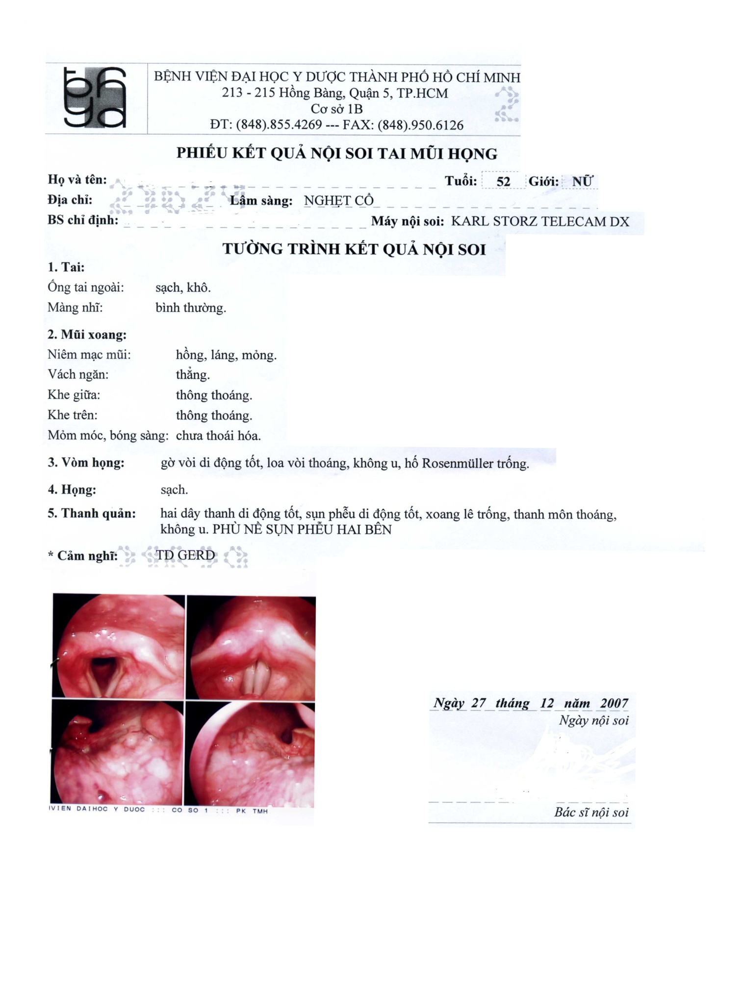 BỆNH VIỆN ĐẠI HỌC Y DƯỢC THÀNH PHỐ HỒ CHÍ MINH
213 - 215 Hồng Bàng, Quận 5, TP.HCM
Cơ sở 1B
ĐT: (848).855.4269 --- FAX: (848).950.6126
PHIẾU KẾT QUẢ NỘI SOI TAI MŨI HỌNG
Họ và tên: Tuổi: 52 Giới: NỮ
Địa chỉ: Lâm sàng: NGHẸT CỔ
BS chỉ định: Máy nội soi: KARL STORZ TELECAM DX
TƯỜNG TRÌNH KẾT QUẢ NỘI SOI
1. Tai:
Ống tai ngoài: sạch, khô.
Màng nhĩ: bình thường.
2. Mũi xoang:
Niêm mạc mũi: hồng, láng, mỏng.
Vách ngăn: thẳng.
Khe giữa: thông thoáng.
Khe trên: thông thoáng.
Mỏm móc, bóng sàng: chưa thoái hóa.
3. Vòm họng: gờ vòi di động tốt, loa vòi thoáng, không u, hố Rosenmüller trống.
4. Họng: sạch.
5. Thanh quản: hai dây thanh di động tốt, sụn phễu di động tốt, xoang lê trống, thanh môn thoáng,
không u. PHÙ NỀ SỤN PHỄU HAI BÊN
* Cảm nghĩ: TD GERD
VIEN DAIHOC Y DUOC ::: CO SO 1 ::: PK TMH
Ngày 27 tháng 12 năm 2007
Ngày nội soi
Bác sĩ nội soi